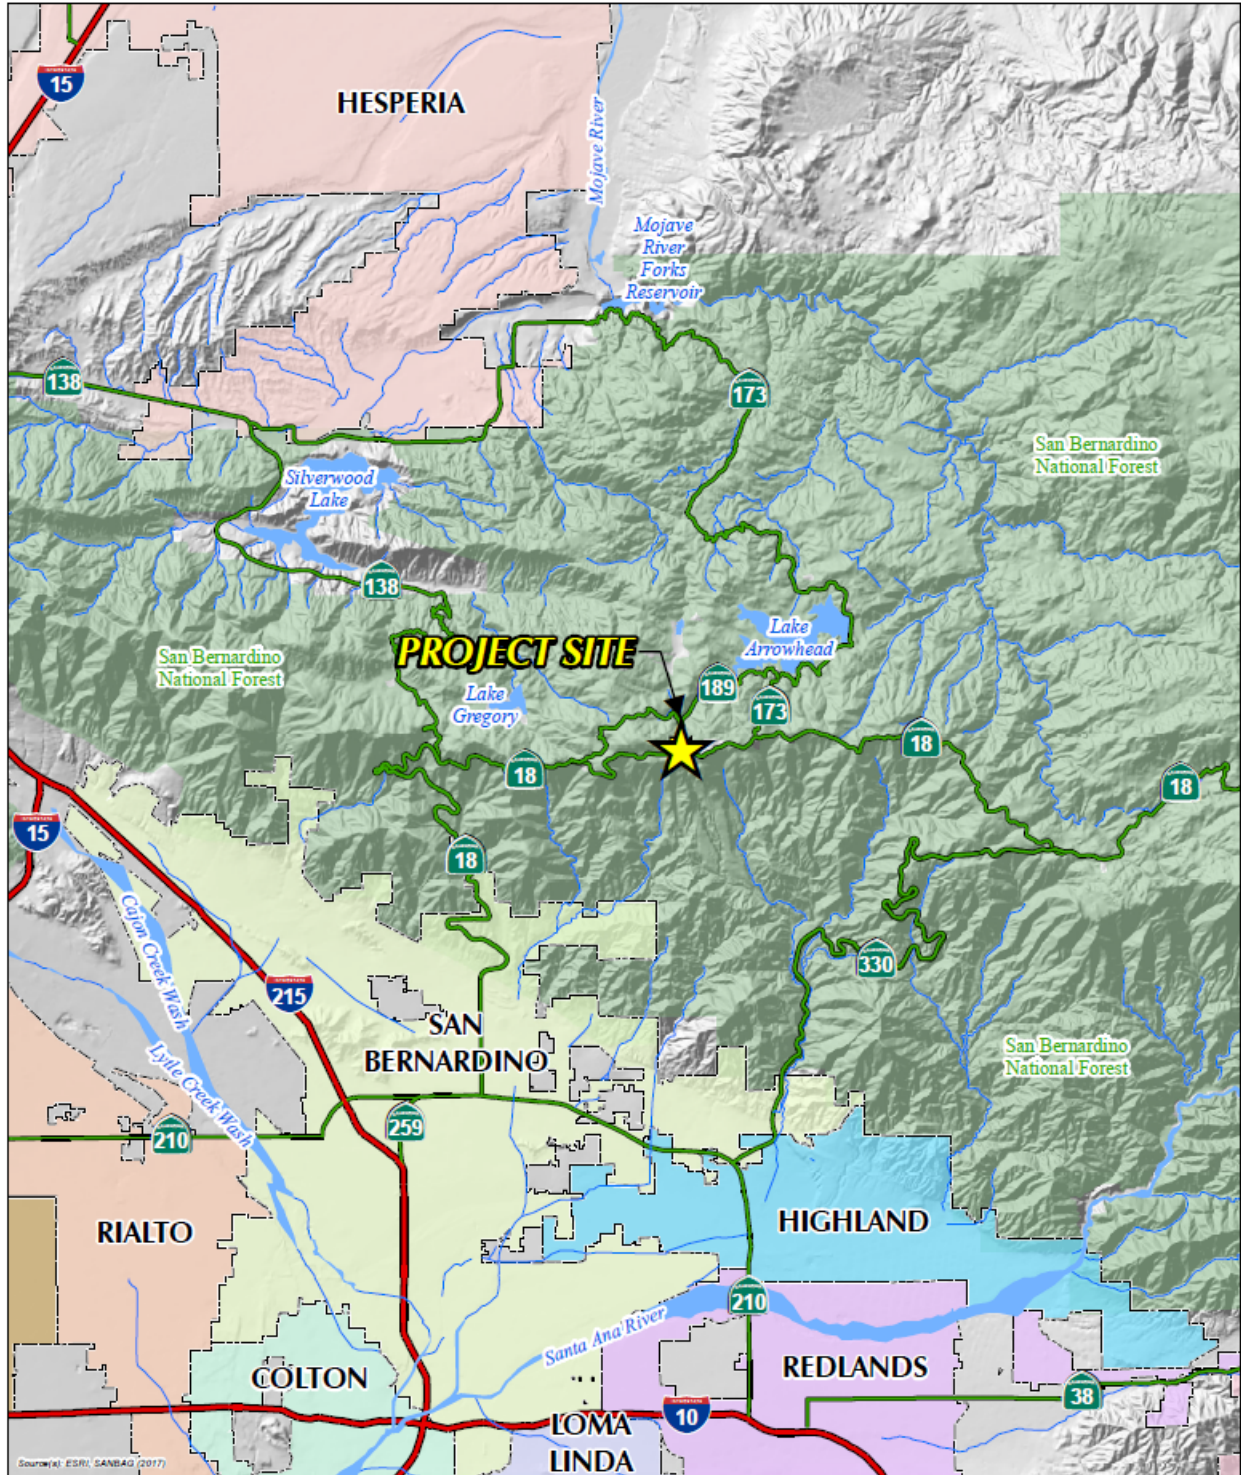 15
HESPERIA
Mojave River
Mojave
River
Forks
Reservoir
138
173
San Bernardino
National Forest
Silverwood
Lake
138
PROJECT SITE
Lake
Arrowhead
San Bernardino
National Forest
189
Lake
Gregory
173
18
18
18
15
18
Cajon Creek Wash
330
215
SAN
BERNARDINO
San Bernardino
National Forest
Lytle Creek Wash
259
210
RIALTO
HIGHLAND
210
Santa Ana River
COLTON
REDLANDS
38
10
LOMA
LINDA
Source(s): ESRI, SANBAG (2017)